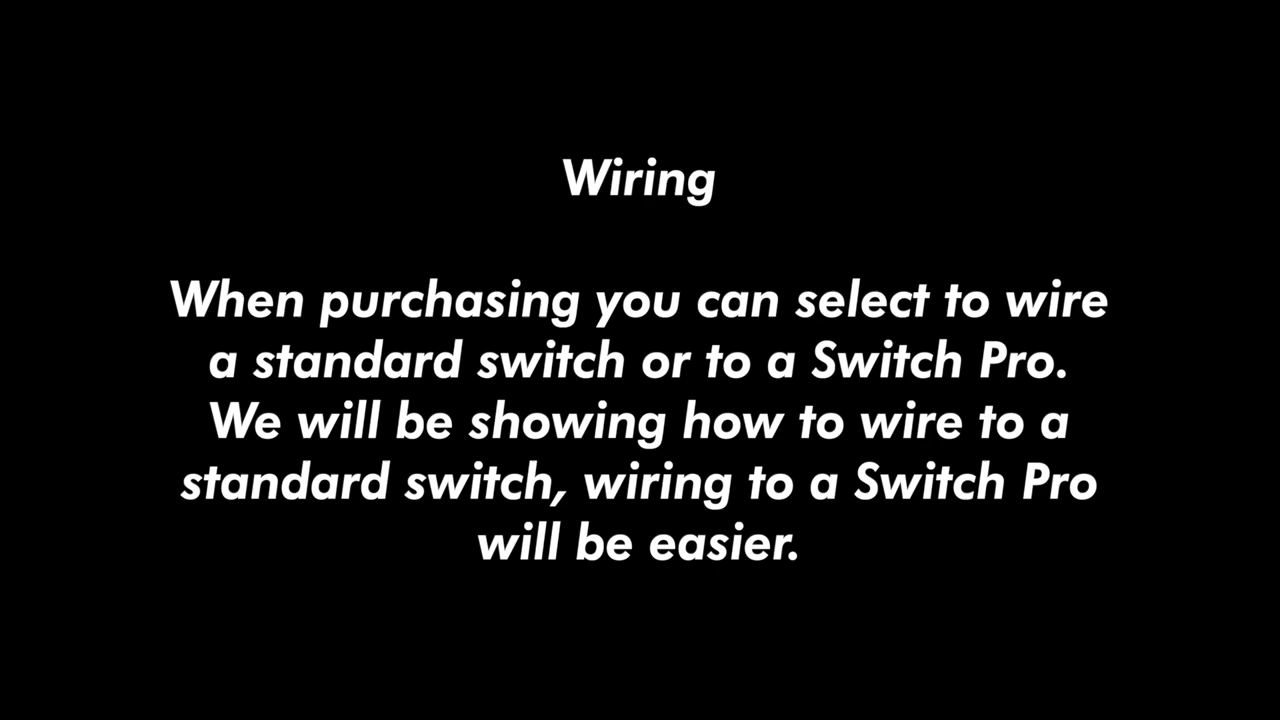 Wiring
When purchasing you can select to wire
a standard switch or to a Switch Pro.
We will be showing how to wire to a
standard switch, wiring to a Switch Pro
will be easier.